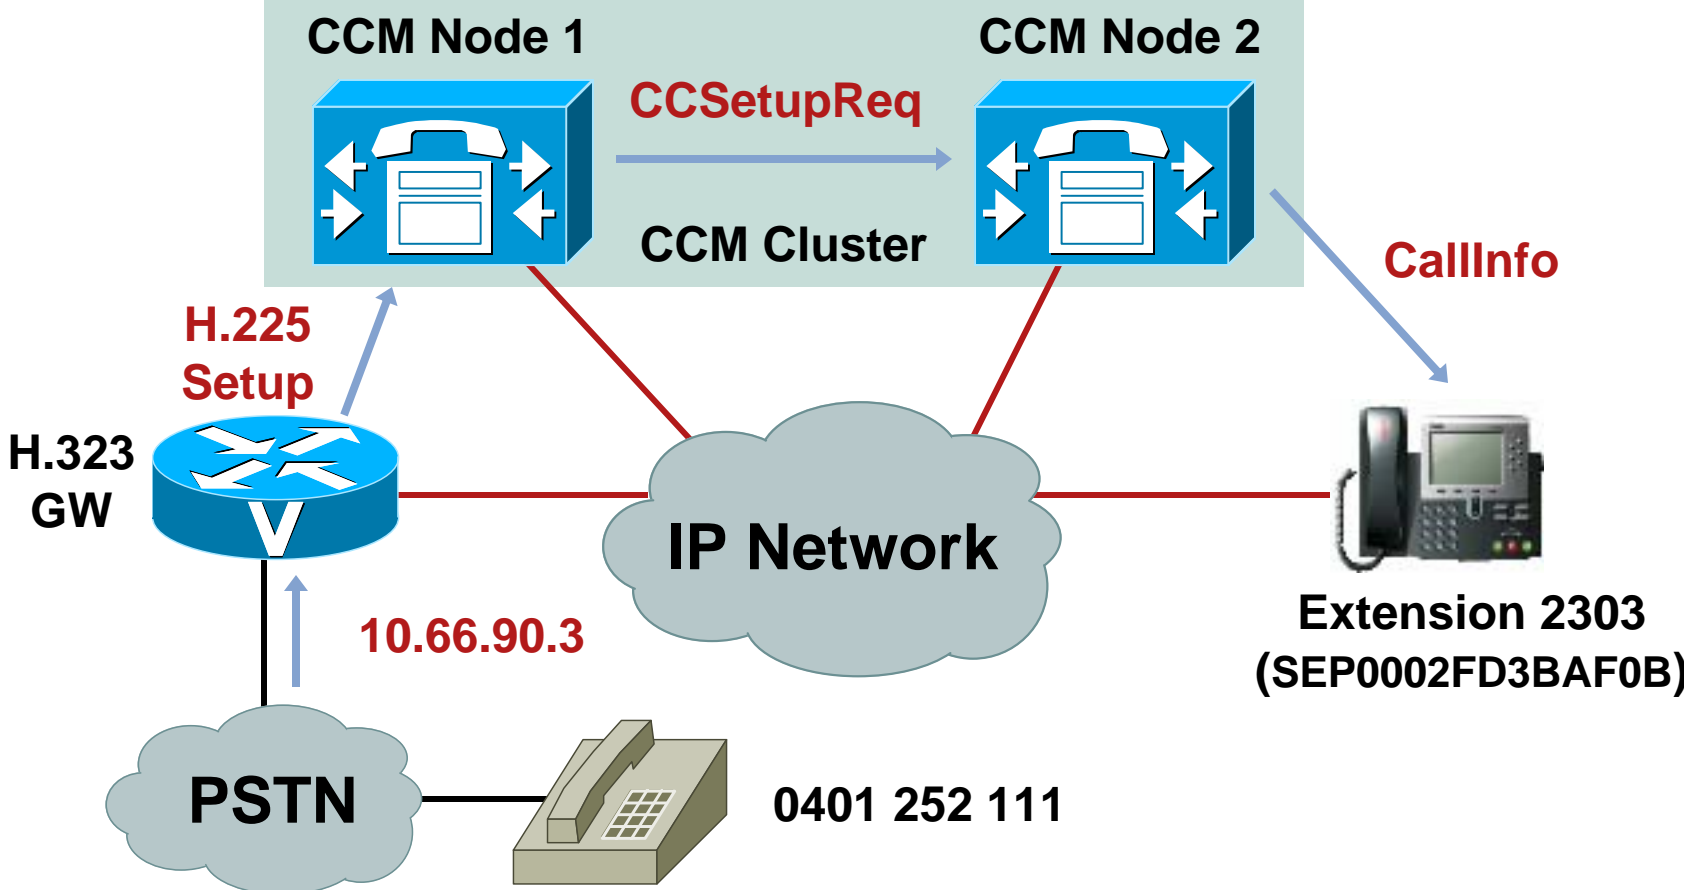 CCM Node 1
CCM Node 2
CCSetupReq
CCM Cluster
CallInfo
H.225
Setup
H.323
GW
V
IP Network
10.66.90.3
Extension 2303
(SEP0002FD3BAF0B)
PSTN
0401 252 111